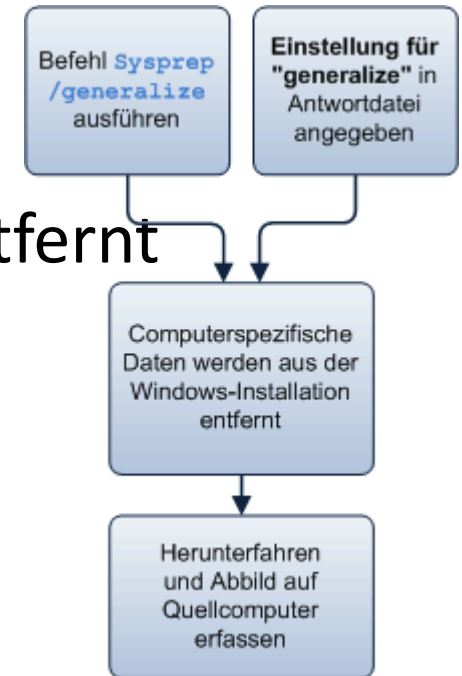 Befehl Sysprep
/generalize
ausführen
Einstellung für
"generalize" in
Antwortdatei
angegeben
tfernt
Computerspezifische
Daten werden aus der
Windows-Installation
entfernt
Herunterfahren
und Abbild auf
Quellcomputer
erfassen